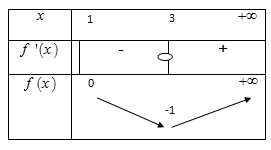 x 1 3 +∞
f '(x) - +
f (x) 0 +∞
-1